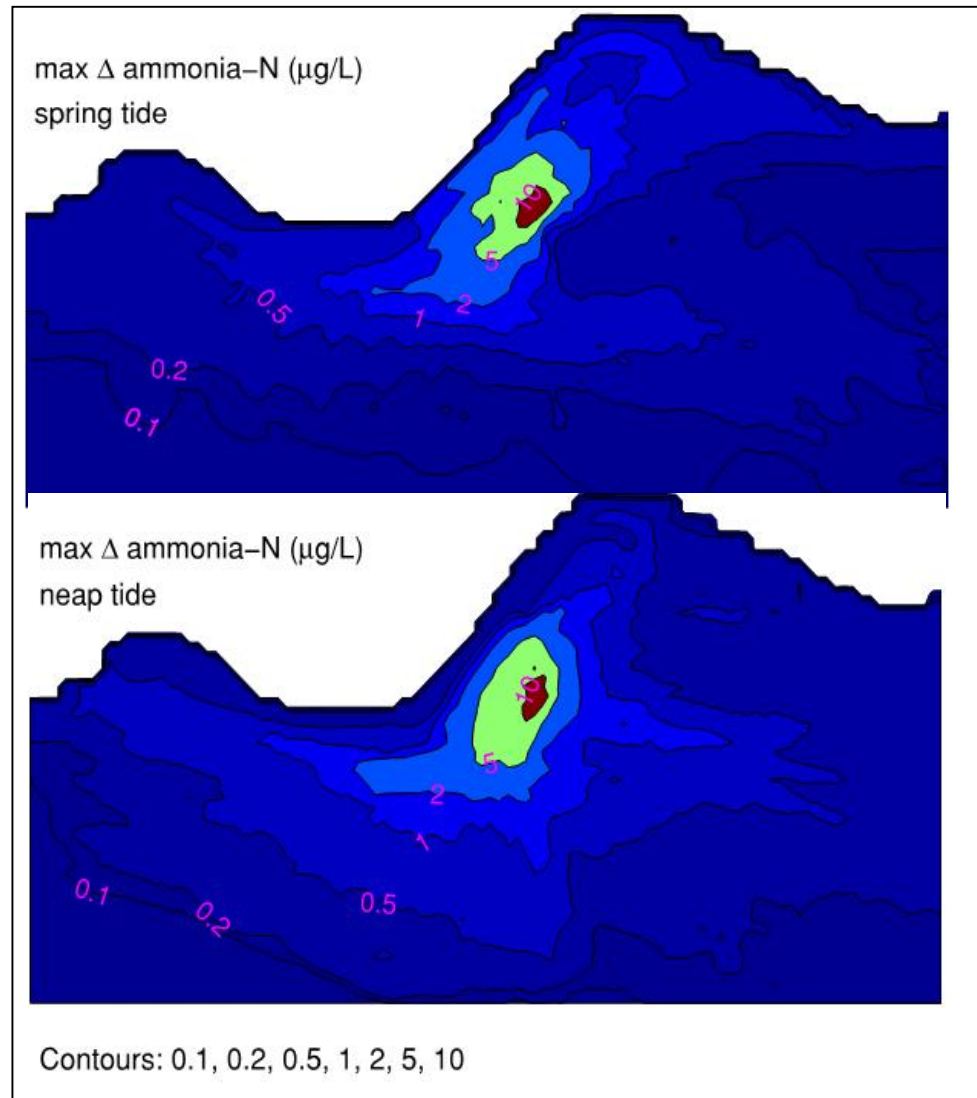 max Δ ammonia−N (μg/L)
spring tide
10
5
2
1
0.5
0.2
0.1
max Δ ammonia−N (μg/L)
neap tide
10
5
2
1
0.5
0.1
0.2
Contours: 0.1, 0.2, 0.5, 1, 2, 5, 10